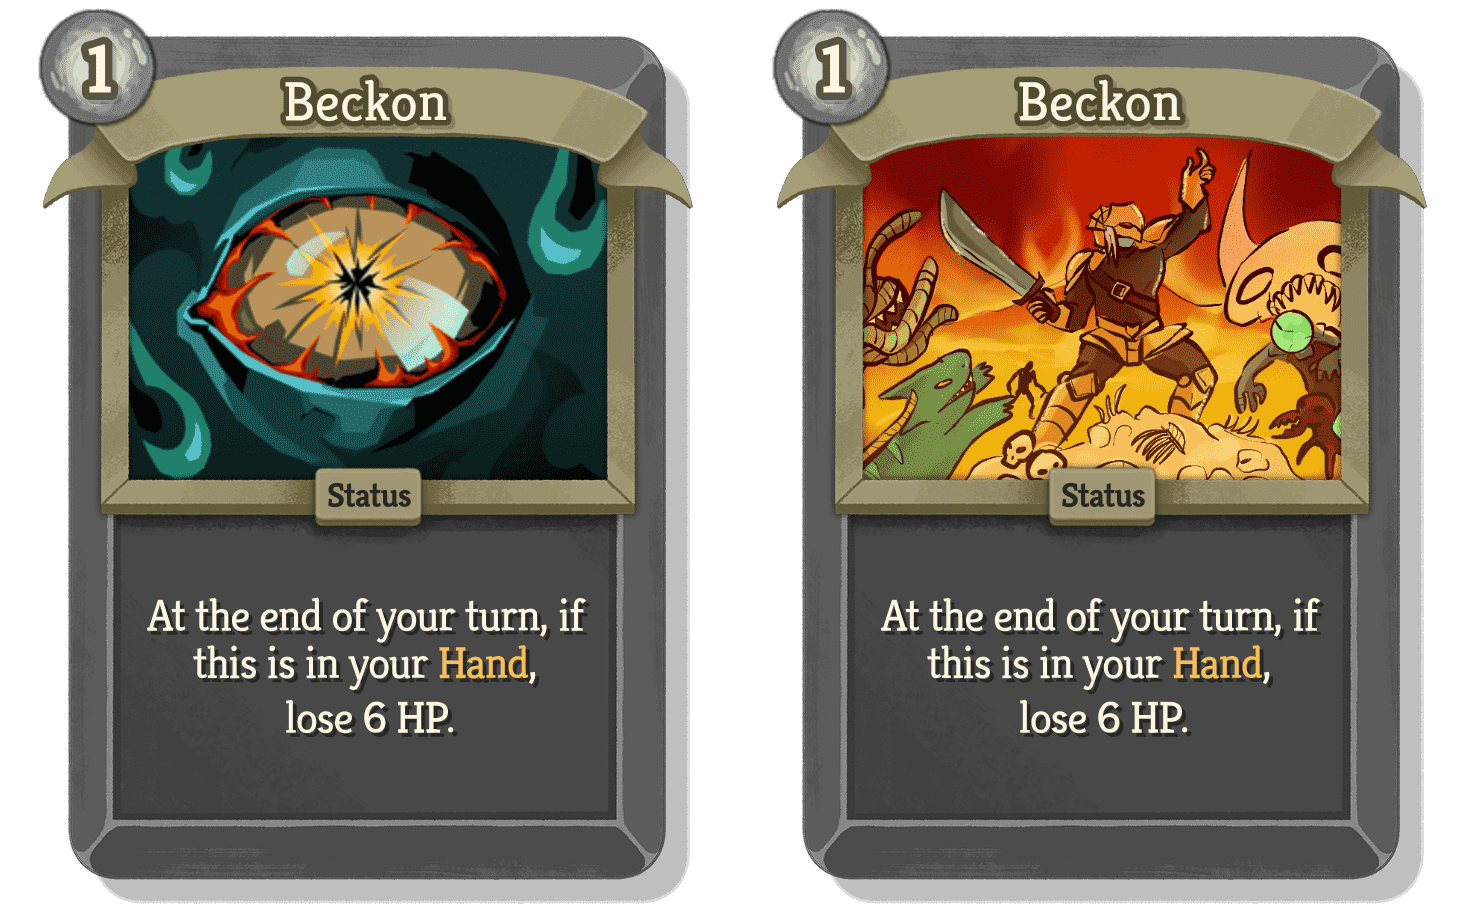 1
Beckon
Status
At the end of your turn, if
this is in your Hand,
lose 6 HP.
1
Beckon
Status
At the end of your turn, if
this is in your Hand,
lose 6 HP.